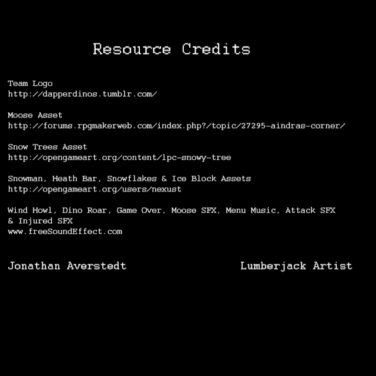 Resource Credits
Team Logo
http://dapperdinos.tumblr.com/
Moose Asset
http://forums.rpgmakerweb.com/index.php?/topic/27295-aindras-corner/
Snow Trees Asset
http://opengameart.org/content/lpc-snowy-tree
Snowman, Heath Bar, Snowflakes & Ice Block Assets
http://opengameart.org/users/nexust
Wind Howl, Dino Roar, Game Over, Moose SFX, Menu Music, Attack SFX
& Injured SFX
www.freeSoundEffect.com
Jonathan Averstedt Lumberjack Artist